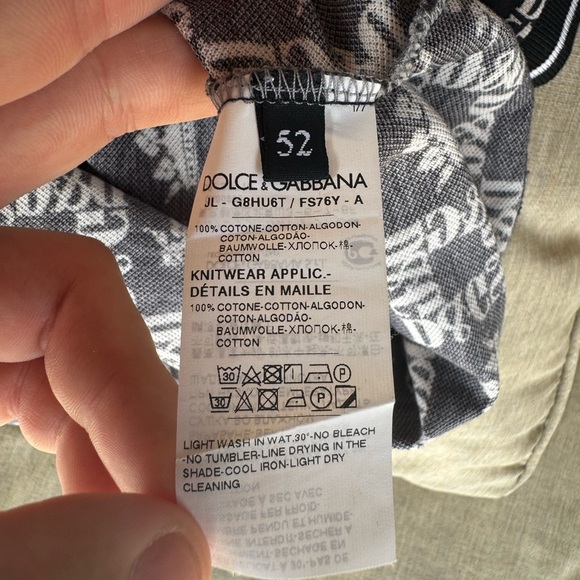 52
DOLCE & GABBANA
JL - G8HU6T / FS76Y - A
100% COTONE-COTTON-ALGODON-
COTON-ALGODÃO-
BAUMWOLLE-ХЛОПОК-棉-
COTTON
KNITWEAR APPLIC.-
DÉTAILS EN MAILLE
100% COTONE-COTTON-ALGODON-
COTON-ALGODÃO-
BAUMWOLLE-ХЛОПОК-棉-
COTTON
30 P
30 P
LIGHT WASH IN WAT.30°-NO BLEACH
-NO TUMBLER-LINE DRYING IN THE
SHADE-COOL IRON-LIGHT DRY
CLEANING